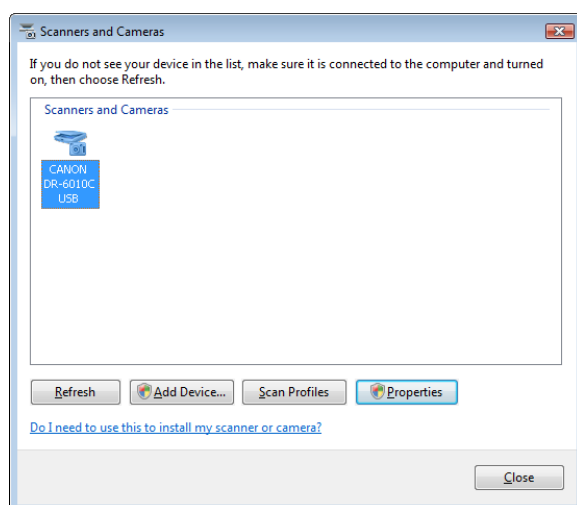 Scanners and Cameras
If you do not see your device in the list, make sure it is connected to the computer and turned
on, then choose Refresh.
Scanners and Cameras
CANON
DR-6010C
USB
Refresh
Add Device...
Scan Profiles
Properties
Do I need to use this to install my scanner or camera?
Close